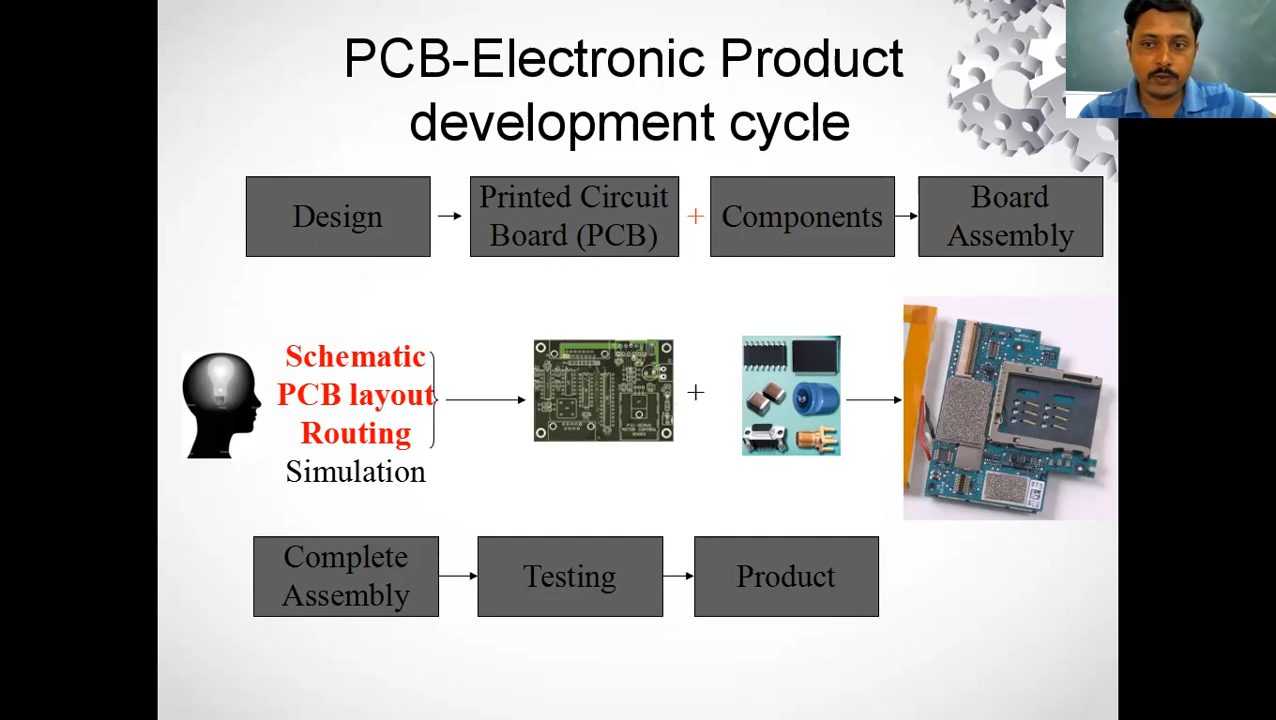 PCB-Electronic Product
development cycle
Design
Printed Circuit
Board (PCB)
+
Components
Board
Assembly
Schematic
PCB layout
Routing
Simulation
+
Complete
Assembly
Testing
Product